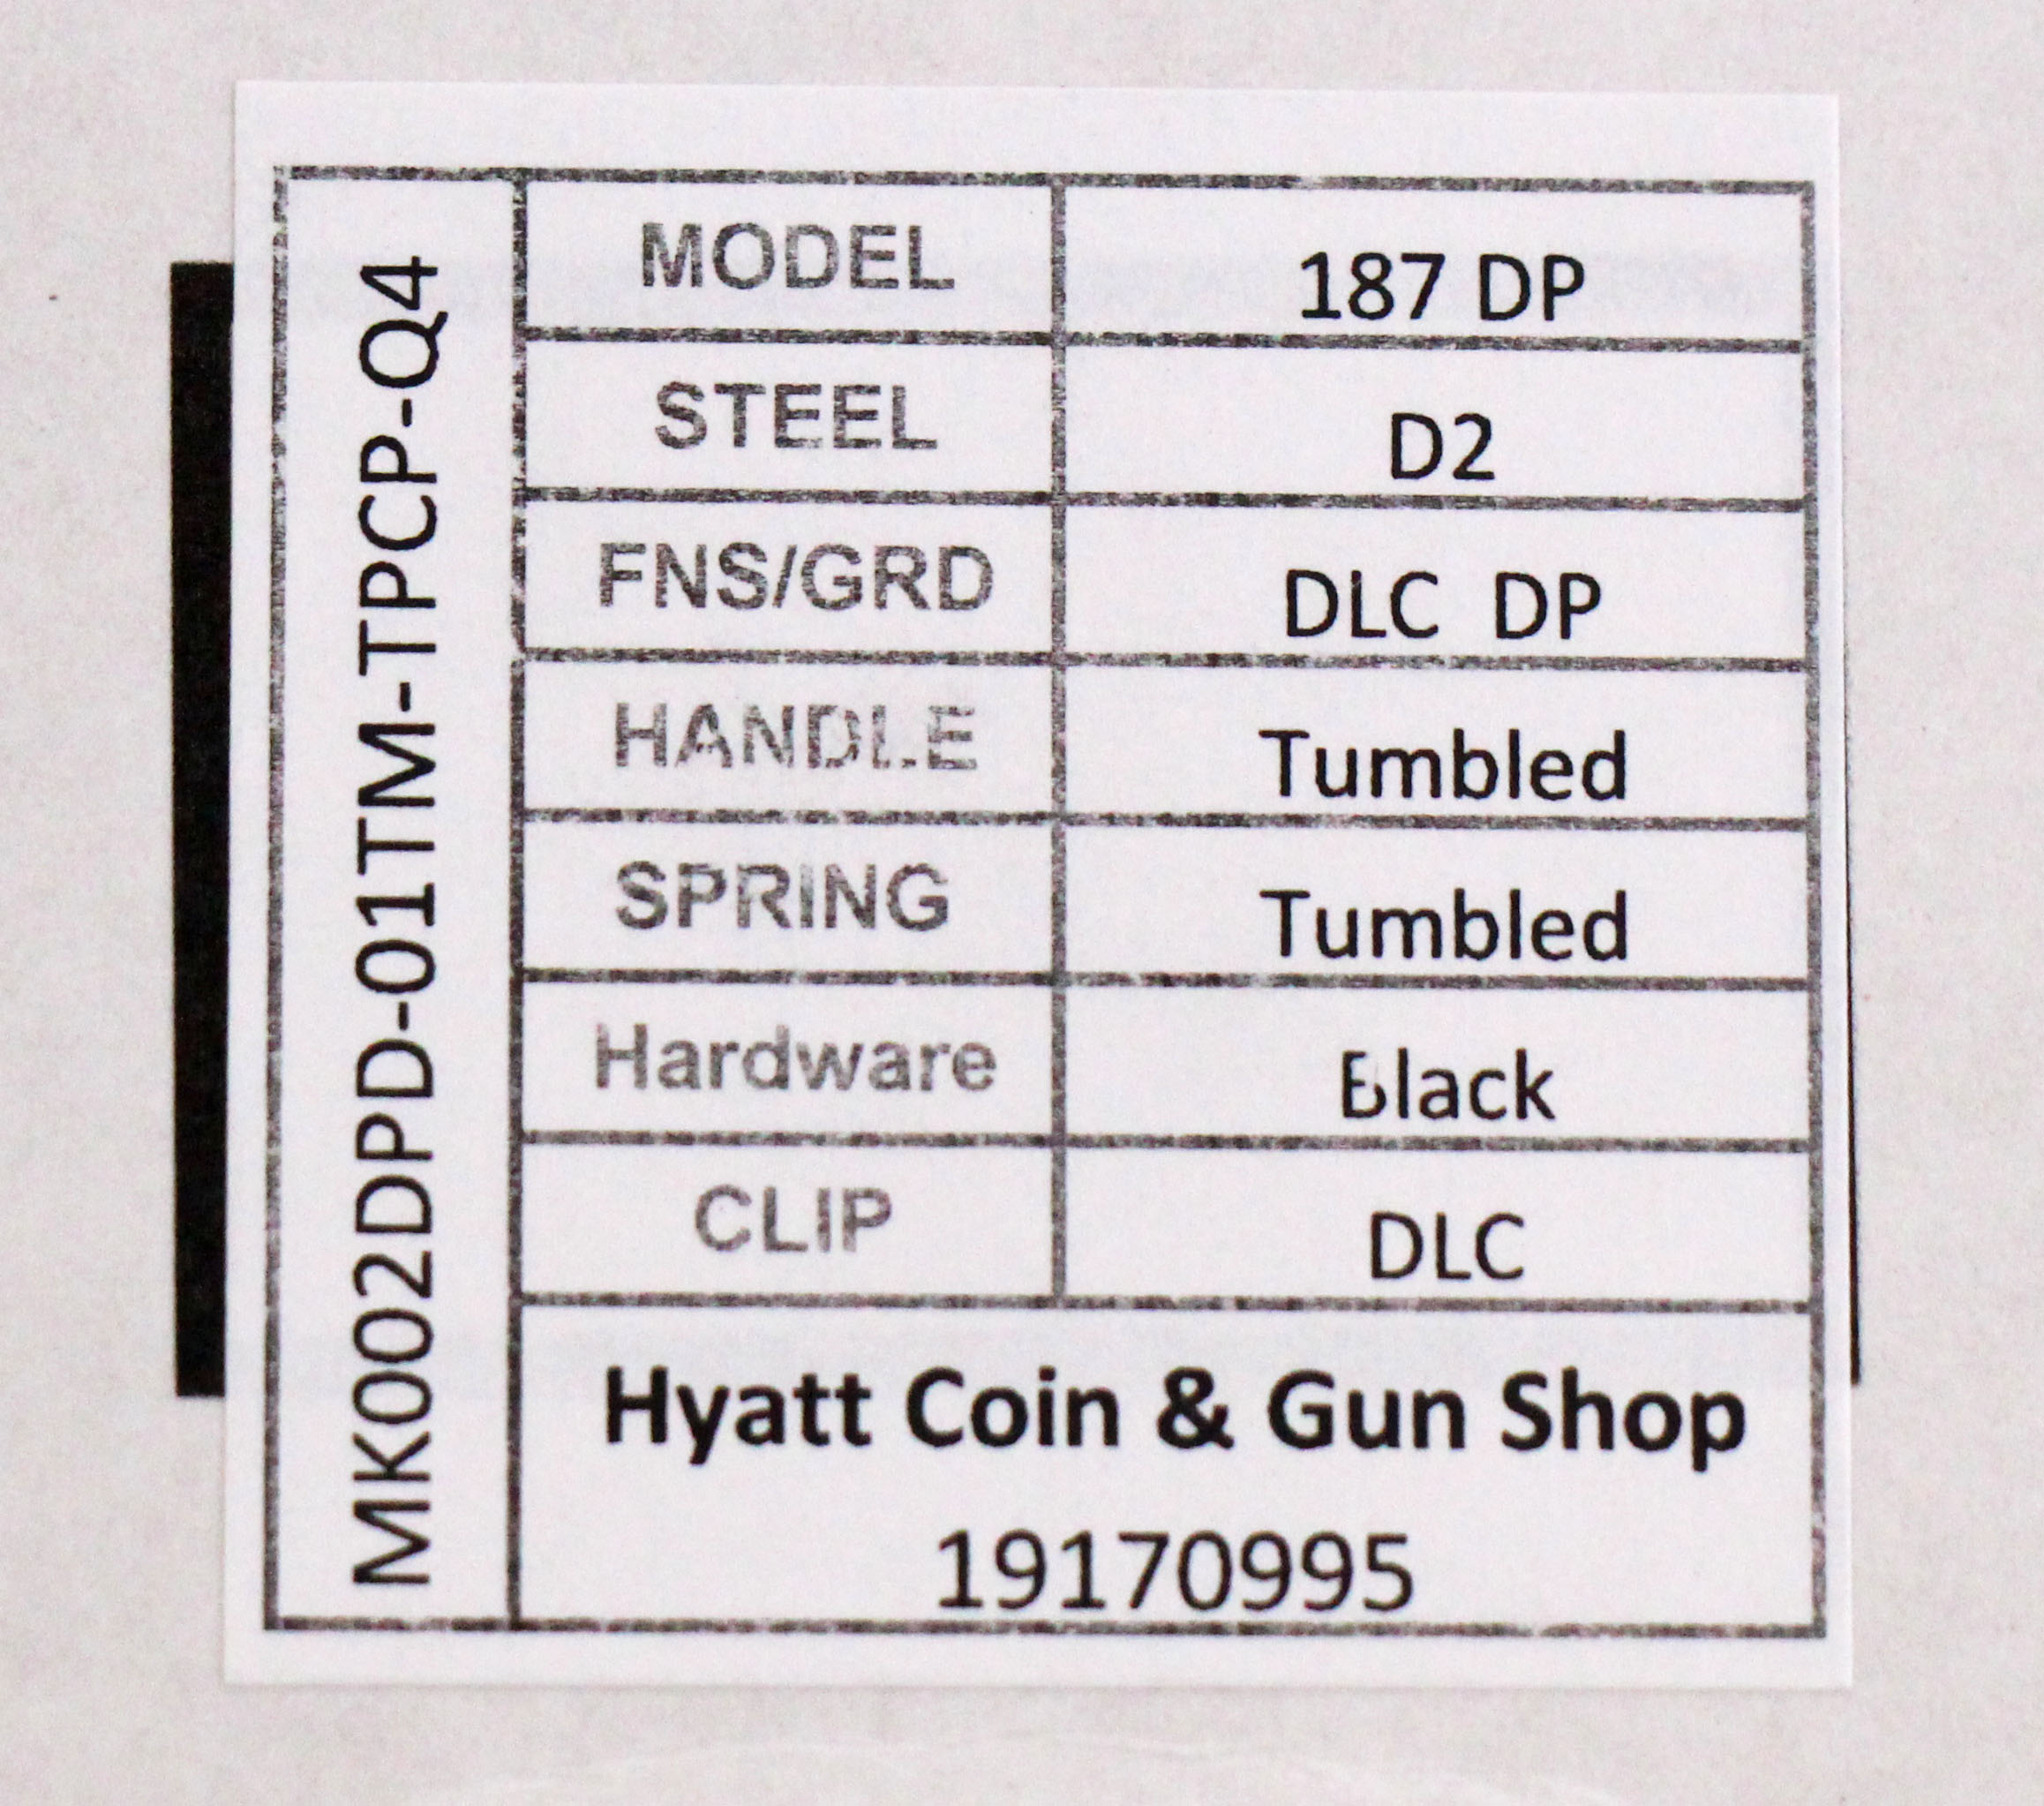 MK002DPD-01TM-TPCP-Q4
MODEL 187 DP
STEEL D2
FNS/GRD DLC DP
HANDLE Tumbled
SPRING Tumbled
Hardware Black
CLIP DLC
Hyatt Coin & Gun Shop
19170995